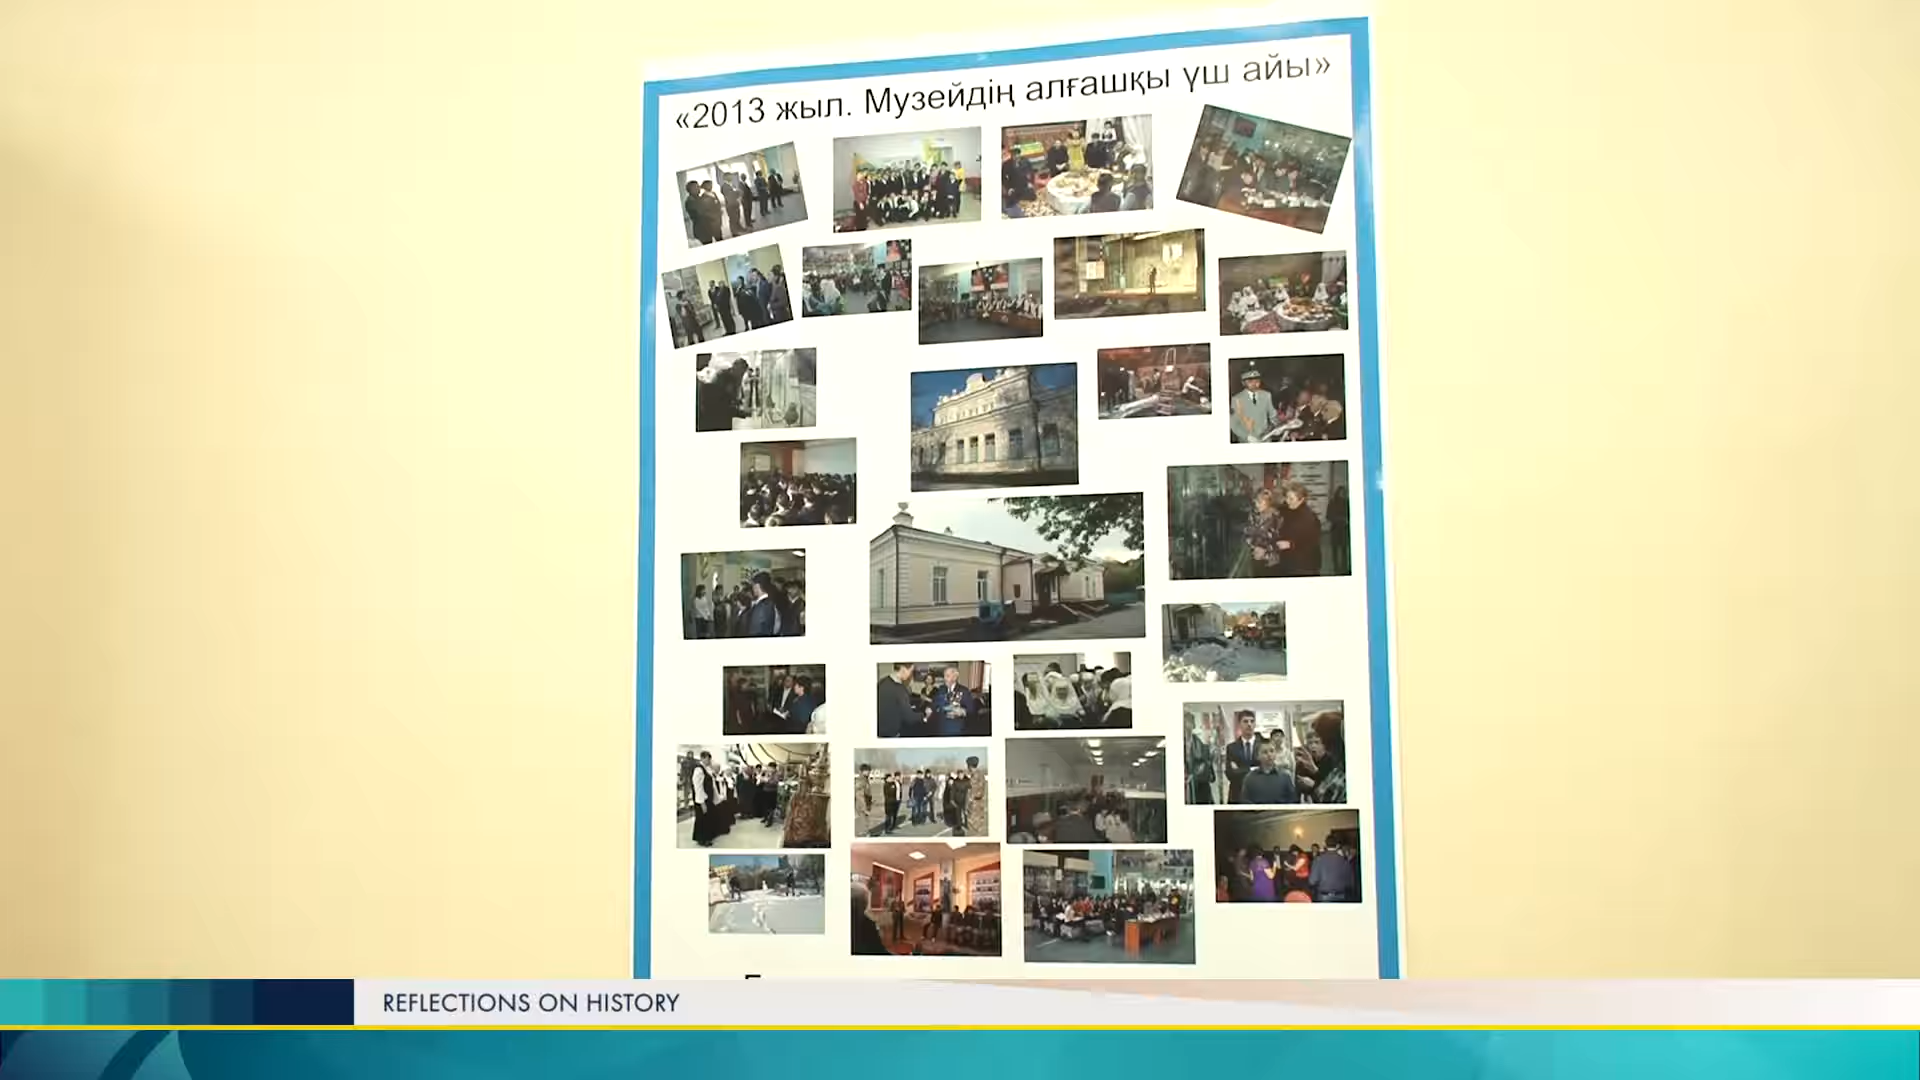 «2013 жыл. Музейдің алғашқы үш айы»
REFLECTIONS ON HISTORY